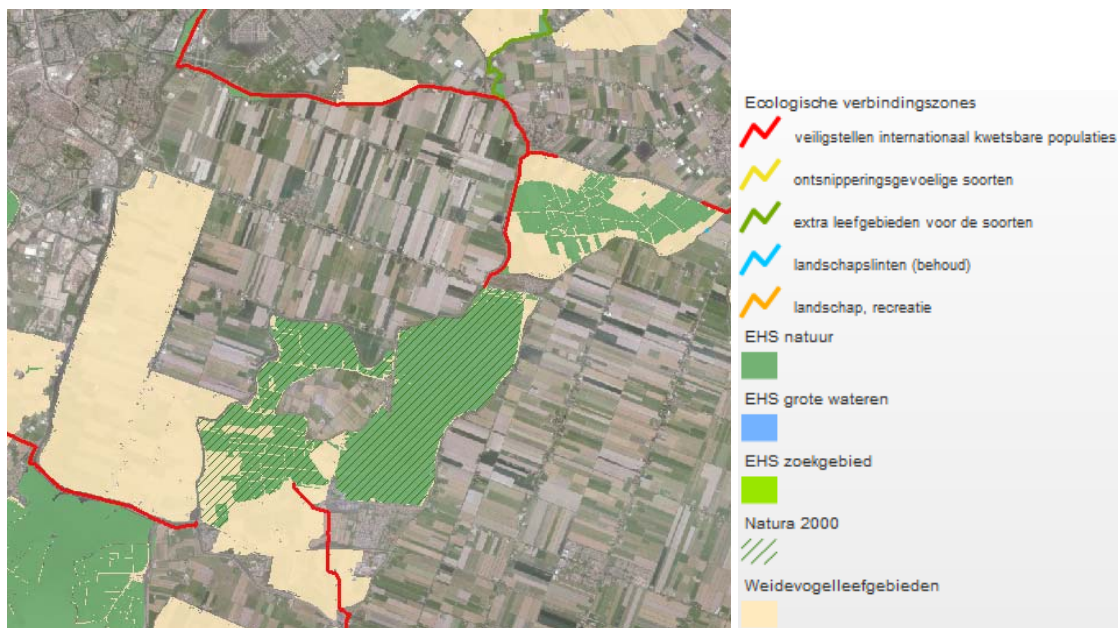 Ecologische verbindingszones
veiligstellen internationaal kwetsbare populaties
ontsnipperingsgevoelige soorten
extra leefgebieden voor de soorten
landschapslinten (behoud)
landschap, recreatie
EHS natuur
EHS grote wateren
EHS zoekgebied
Natura 2000
Weidevogelleefgebieden